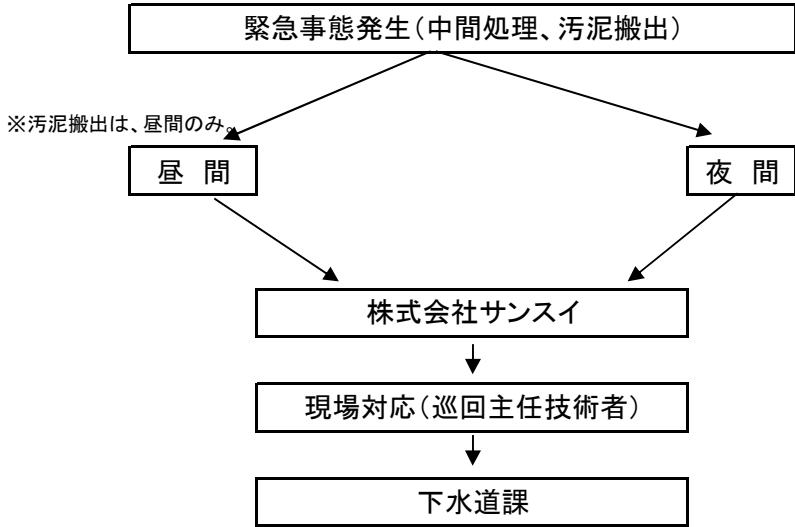 緊急事態発生（中間処理、汚泥搬出）
※汚泥搬出は、昼間のみ。
昼　間
夜　間
株式会社サンスイ
現場対応（巡回主任技術者）
下水道課